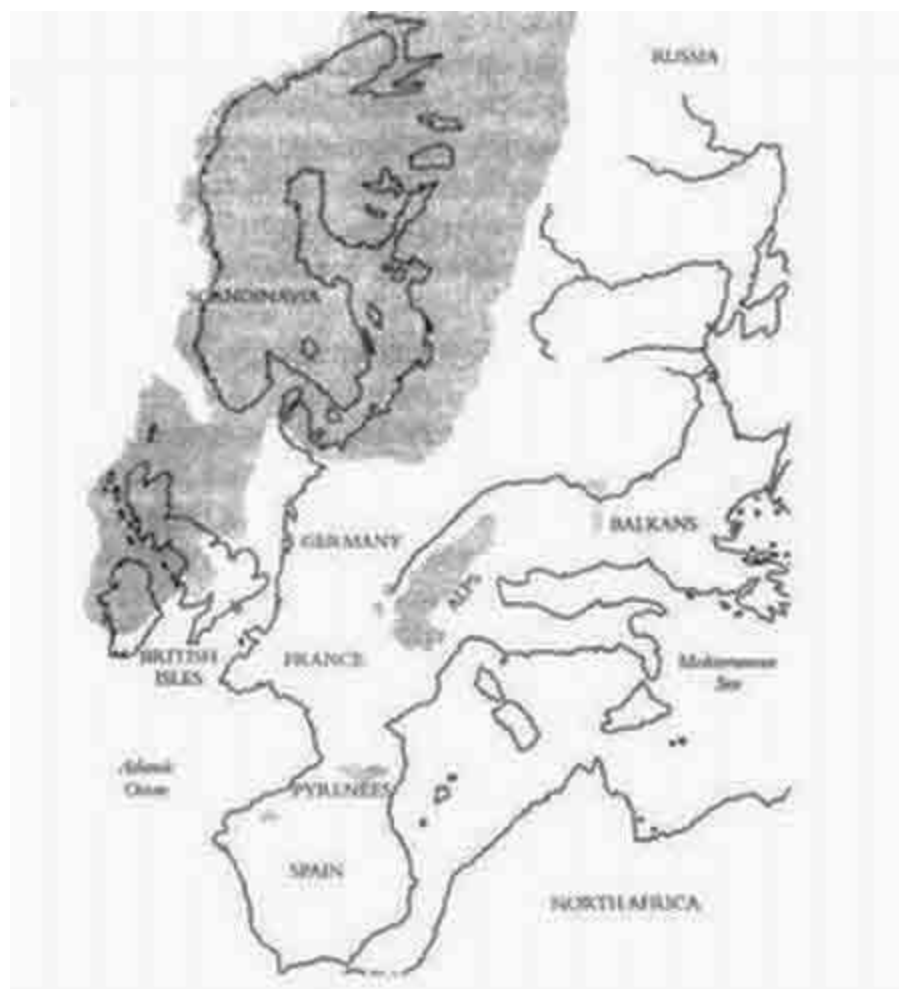 RUSSIA
SCANDINAVIA
GERMANY
BALKANS
ALPS
BRITISH
ISLES
FRANCE
Mediterranean
Sea
Atlantic
Ocean
PYRENEES
SPAIN
NORTH AFRICA